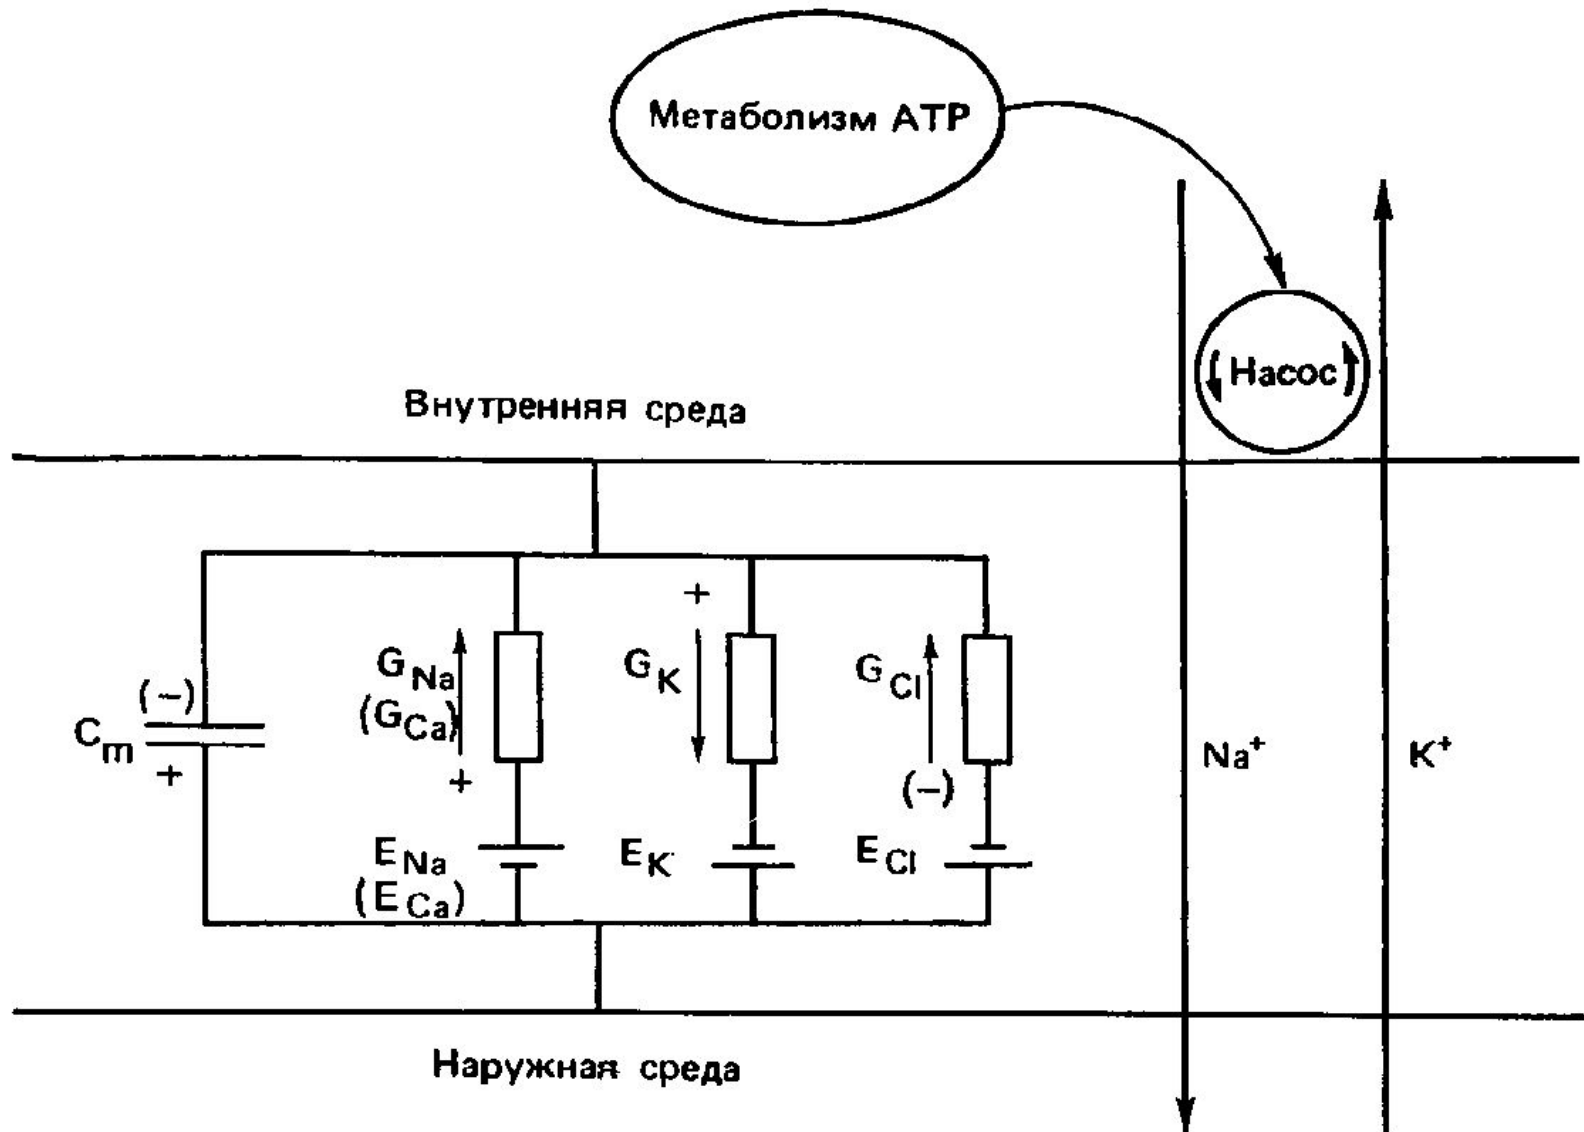 Метаболизм АТР
Насос
Внутренняя среда
+
G Na
(G Ca)
G K
G Cl
(-)
C m
+
+
(-)
Na+
K+
E Na
(E Ca)
E K
E Cl
Наружная среда